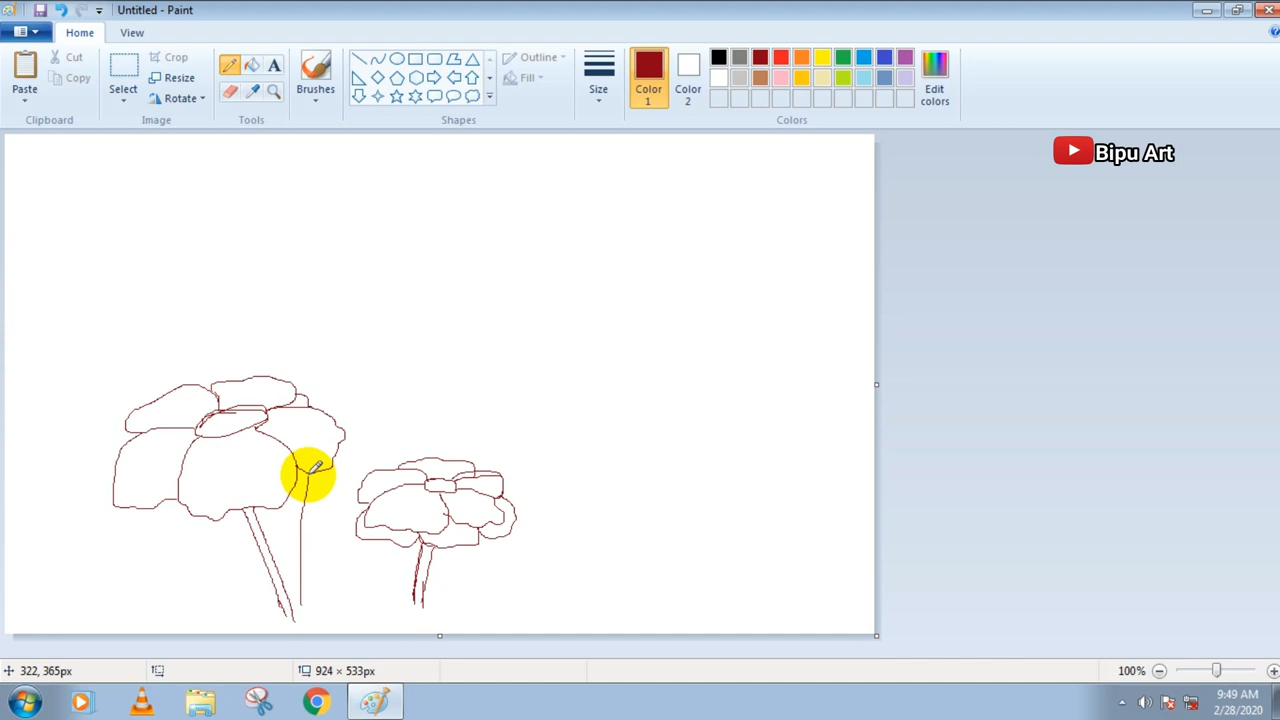 Untitled - Paint
Home View
Paste
Cut
Copy
Clipboard
Select
Crop
Resize
Rotate
Image
A
Tools
Brushes
Outline
Fill
Shapes
Size
Color 1
Color 2
Edit colors
Colors
Bipu Art
322, 365px
924 × 533px
100%
9:49 AM
2/28/2020